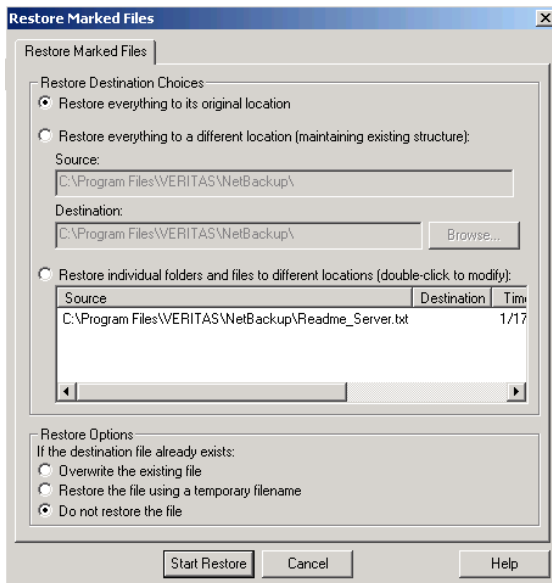 Restore Marked Files
Restore Marked Files
Restore Destination Choices
Restore everything to its original location
Restore everything to a different location (maintaining existing structure):
Source:
C:\Program Files\VERITAS\NetBackup\
Destination:
C:\Program Files\VERITAS\NetBackup\ Browse...
Restore individual folders and files to different locations (double-click to modify):
Source Destination
C:\Program Files\VERITAS\NetBackup\Readme_Server.txt 1/17
Restore Options
If the destination file already exists:
Overwrite the existing file
Restore the file using a temporary filename
Do not restore the file
Start Restore Cancel Help